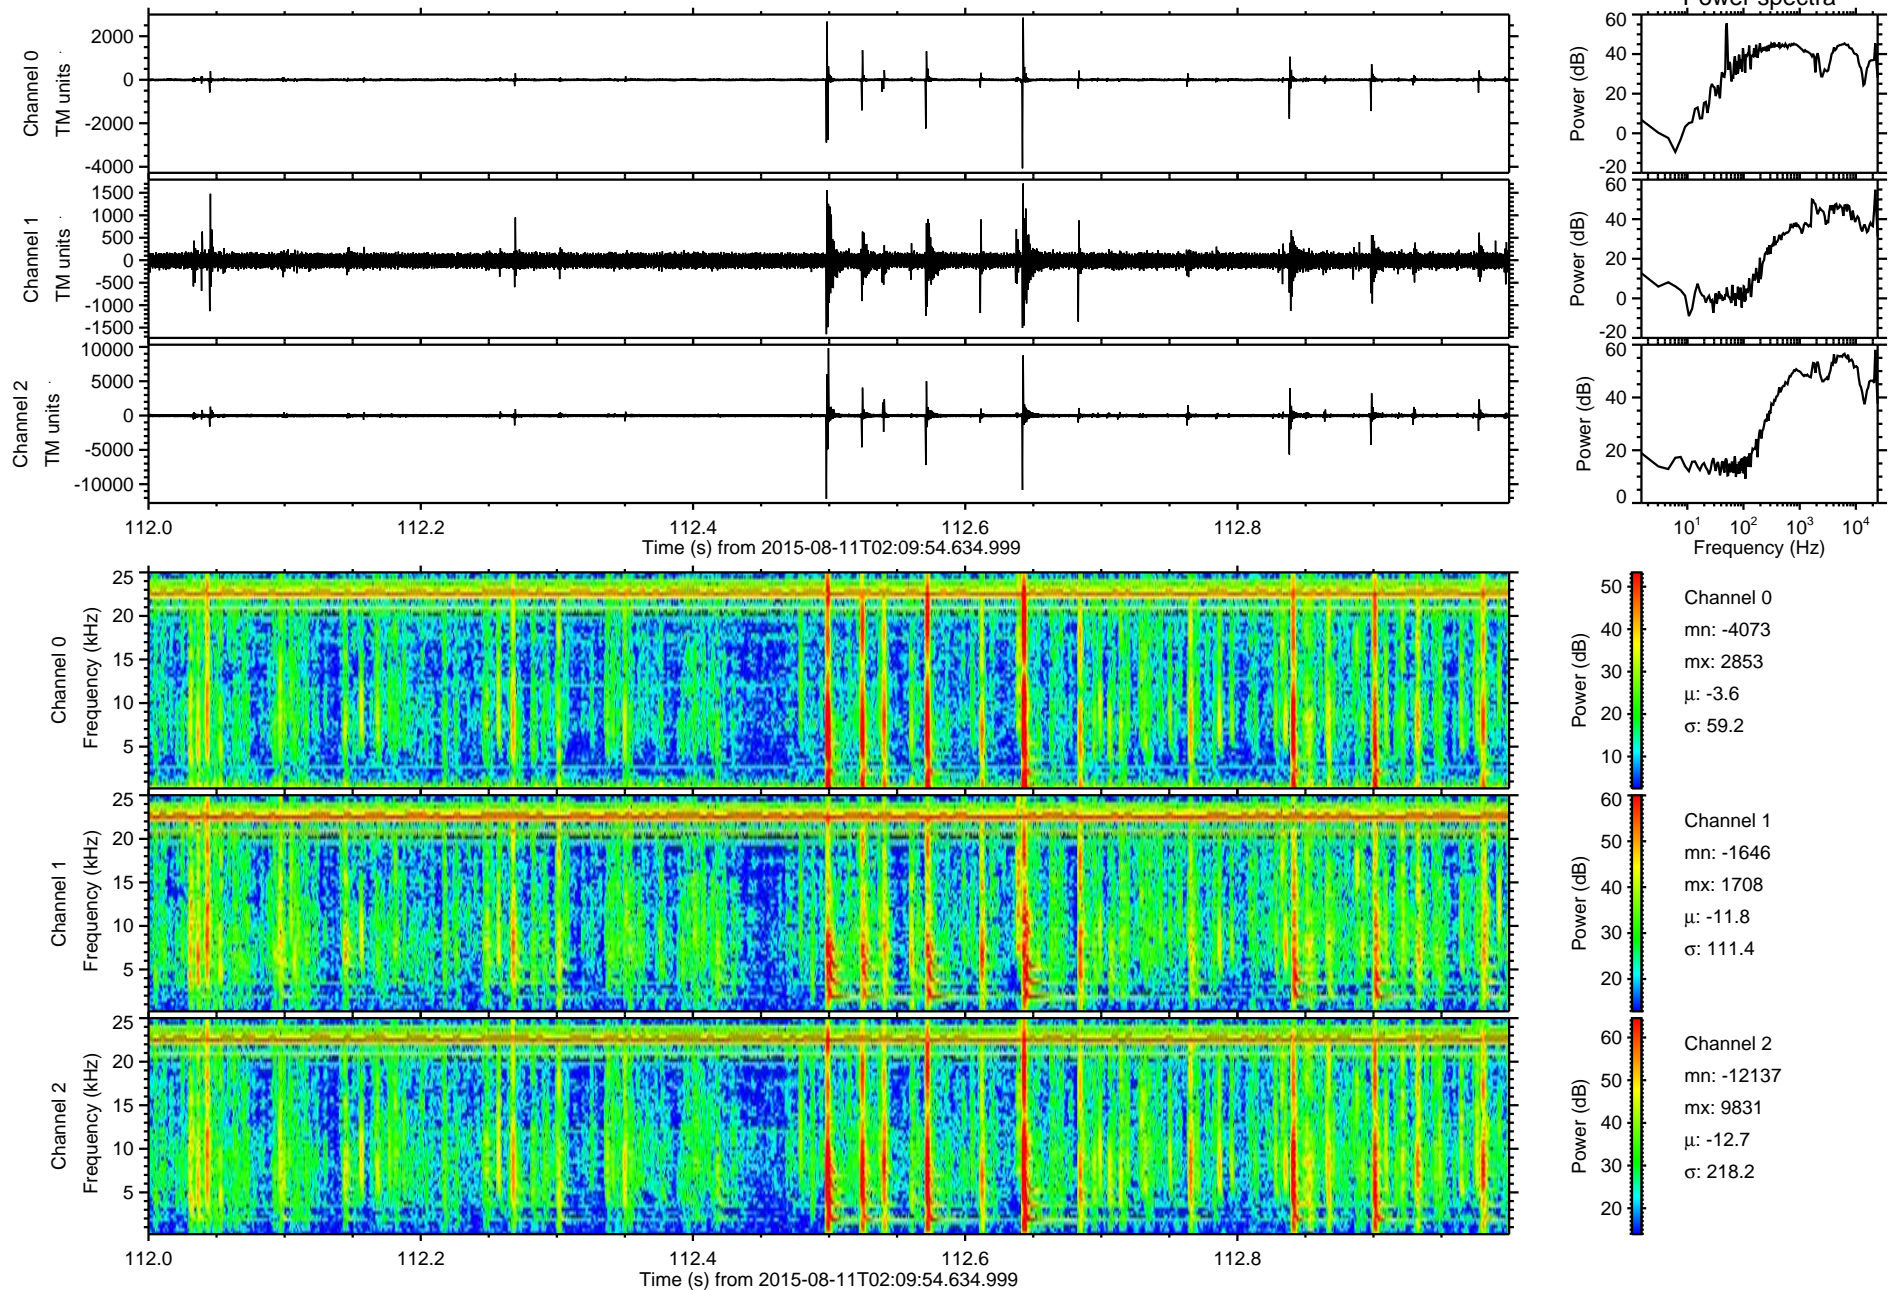 Power spectra
Channel 0
TM units
2000
0
-2000
-4000
Power (dB)
60
40
20
0
-20
Channel 1
TM units
1500
1000
500
0
-500
-1000
-1500
Power (dB)
60
40
20
0
-20
Channel 2
TM units
10000
5000
0
-5000
-10000
Power (dB)
60
40
20
0
112.0 112.2 112.4 112.6 112.8
Time (s) from 2015-08-11T02:09:54.634.999
10¹ 10² 10³ 10⁴
Frequency (Hz)
Channel 0
Frequency (kHz)
25
20
15
10
5
Power (dB)
50
40
30
20
10
Channel 0
mn: -4073
mx: 2853
μ: -3.6
σ: 59.2
Channel 1
Frequency (kHz)
25
20
15
10
5
Power (dB)
60
50
40
30
20
Channel 1
mn: -1646
mx: 1708
μ: -11.8
σ: 111.4
Channel 2
Frequency (kHz)
25
20
15
10
5
Power (dB)
60
50
40
30
20
Channel 2
mn: -12137
mx: 9831
μ: -12.7
σ: 218.2
112.0 112.2 112.4 112.6 112.8
Time (s) from 2015-08-11T02:09:54.634.999